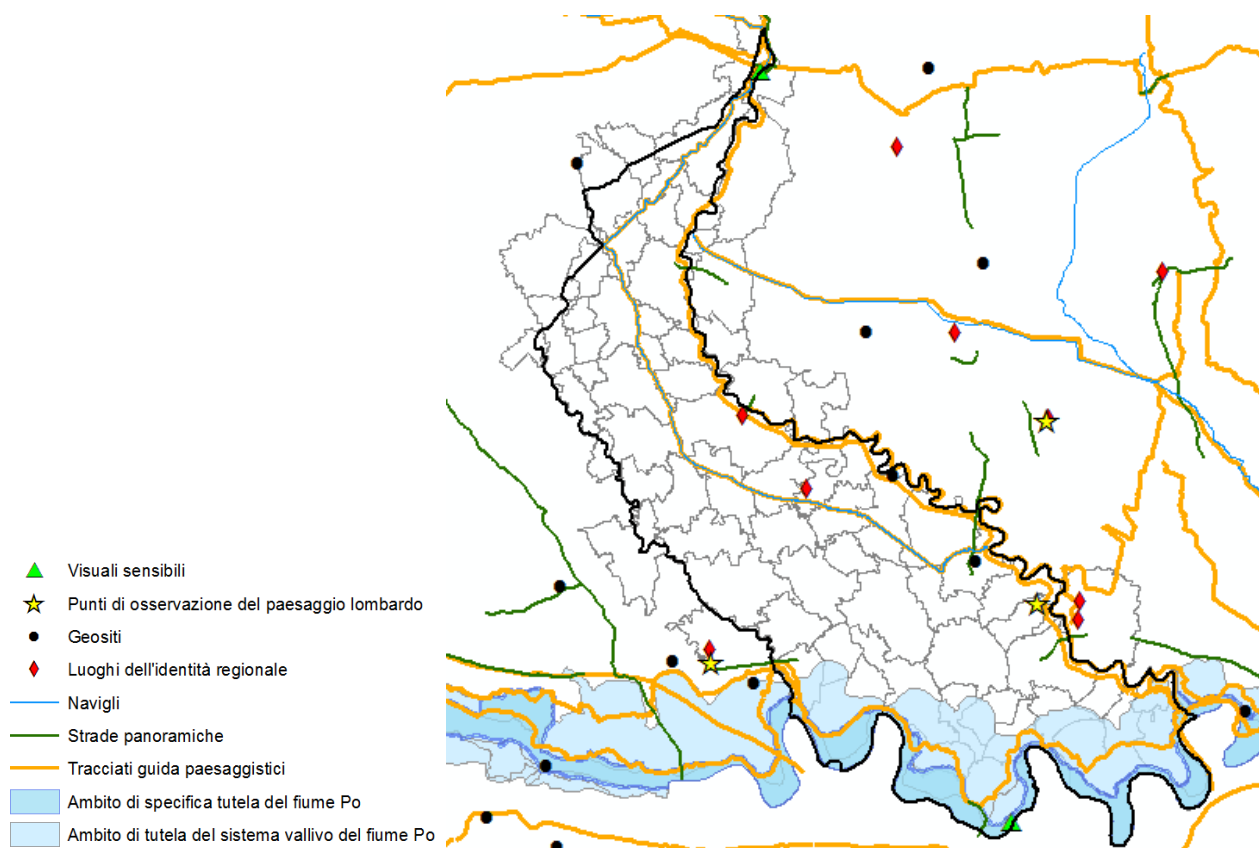 Visuali sensibili
Punti di osservazione del paesaggio lombardo
Geositi
Luoghi dell'identità regionale
Navigli
Strade panoramiche
Tracciati guida paesaggistici
Ambito di specifica tutela del fiume Po
Ambito di tutela del sistema vallivo del fiume Po